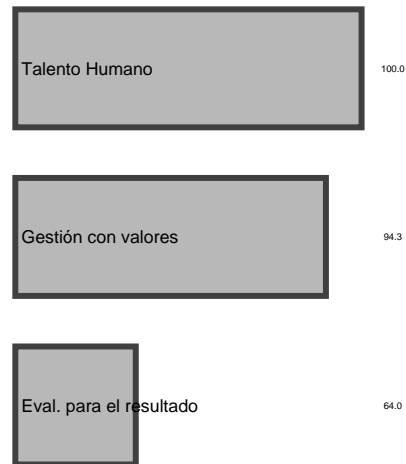 Talento Humano 100.0
Gestión con valores 94.3
Eval. para el resultado 64.0